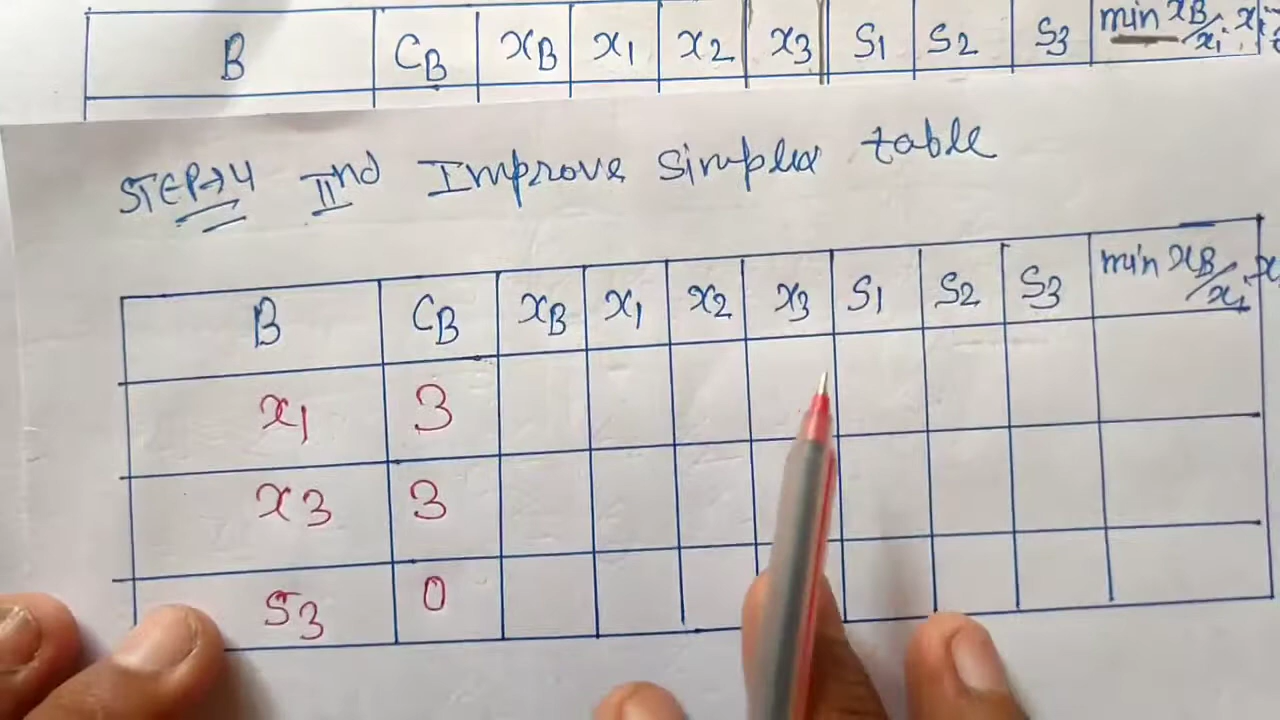 B CB xB x1 x2 x3 S1 S2 S3 min xB/xi
STEP→4 IInd Improve Simplex table
B CB xB x1 x2 x3 S1 S2 S3 min xB/xi
x1 3
x3 3
S3 0